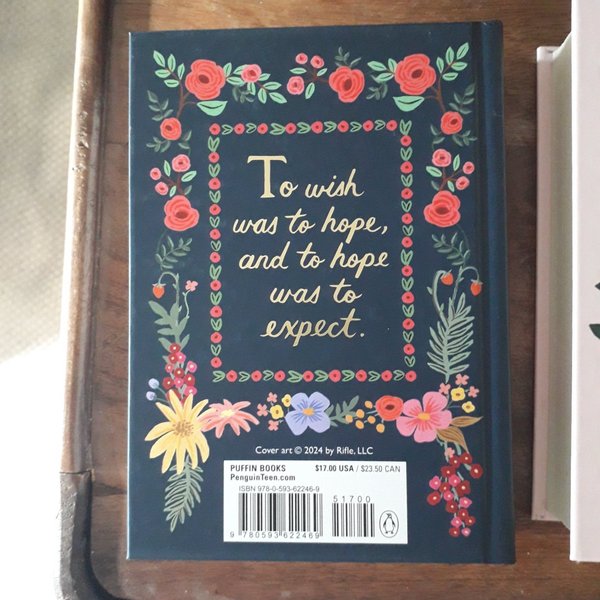 To wish
was to hope,
and to hope
was to
expect.
Cover art © 2024 by Rifle, LLC
PUFFIN BOOKS $17.00 USA / $23.50 CAN
PenguinTeen.com
ISBN 978-0-593-62246-9
51700
9 780593 622469